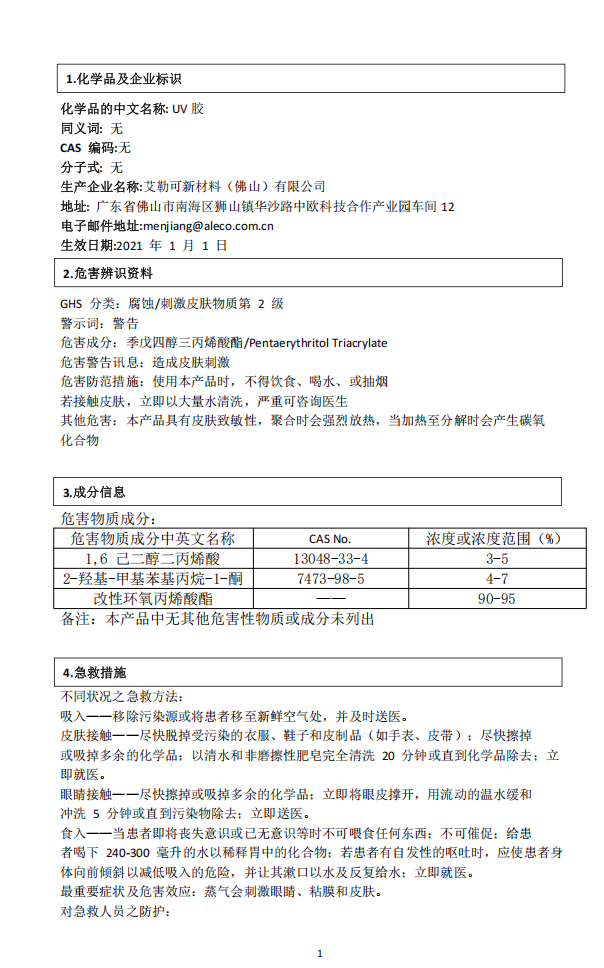 1.化学品及企业标识
化学品的中文名称: UV 胶
同义词: 无
CAS 编码:无
分子式: 无
生产企业名称:艾勒可新材料（佛山）有限公司
地址: 广东省佛山市南海区狮山镇华沙路中欧科技合作产业园车间 12
电子邮件地址:menjiang@aleco.com.cn
生效日期:2021 年 1 月 1 日
2.危害辨识资料
GHS 分类: 腐蚀/刺激皮肤物质第 2 级
警示词: 警告
危害成分: 季戊四醇三丙烯酸酯/Pentaerythritol Triacrylate
危害警告讯息: 造成皮肤刺激
危害防范措施: 使用本产品时，不得饮食、喝水、或抽烟
若接触皮肤，立即以大量水清洗，严重可咨询医生
其他危害: 本产品具有皮肤致敏性，聚合时会强烈放热，当加热至分解时会产生碳氧
化合物
3.成分信息
危害物质成分:
危害物质成分中英文名称 CAS No. 浓度或浓度范围（%）
1,6 己二醇二丙烯酸 13048-33-4 3-5
2-羟基-甲基苯基丙烷-1-酮 7473-98-5 4-7
改性环氧丙烯酸酯 —— 90-95
备注: 本产品中无其他危害性物质或成分未列出
4.急救措施
不同状况之急救方法:
吸入——移除污染源或将患者移至新鲜空气处，并及时送医。
皮肤接触——尽快脱掉受污染的衣服、鞋子和皮制品（如手表、皮带）；尽快擦掉
或吸掉多余的化学品；以清水和非磨擦性肥皂完全清洗 20 分钟或直到化学品除去；立
即就医。
眼睛接触——尽快擦掉或吸掉多余的化学品；立即将眼皮撑开，用流动的温水缓和
冲洗 5 分钟或直到污染物除去；立即送医。
食入——当患者即将丧失意识或已无意识等时不可喂食任何东西；不可催促；给患
者喝下 240-300 毫升的水以稀释胃中的化合物；若患者有自发性的呕吐时，应使患者身
体向前倾斜以减低吸入的危险，并让其漱口以水及反复给水；立即就医。
最重要症状及危害效应: 蒸气会刺激眼睛、粘膜和皮肤。
对急救人员之防护:
1